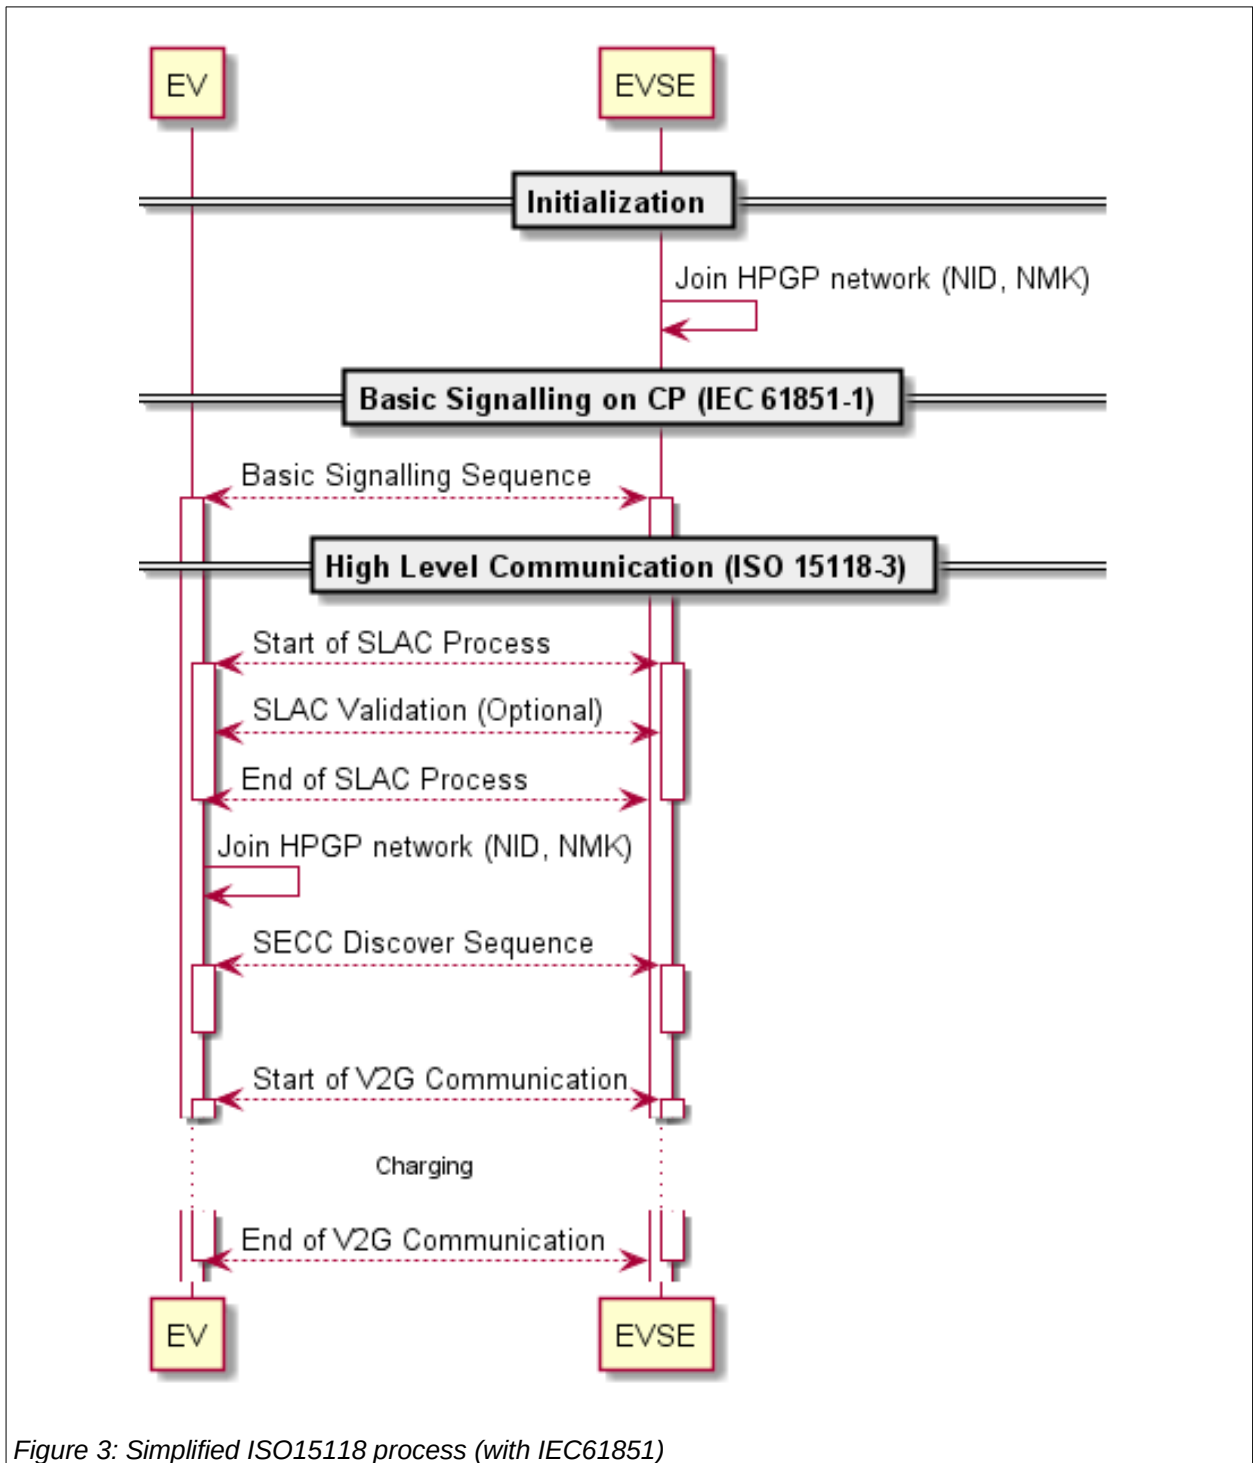 EV EVSE
Initialization
Join HPGP network (NID, NMK)
Basic Signalling on CP (IEC 61851-1)
Basic Signalling Sequence
High Level Communication (ISO 15118-3)
Start of SLAC Process
SLAC Validation (Optional)
End of SLAC Process
Join HPGP network (NID, NMK)
SECC Discover Sequence
Start of V2G Communication
Charging
End of V2G Communication
EV EVSE
Figure 3: Simplified ISO15118 process (with IEC61851)